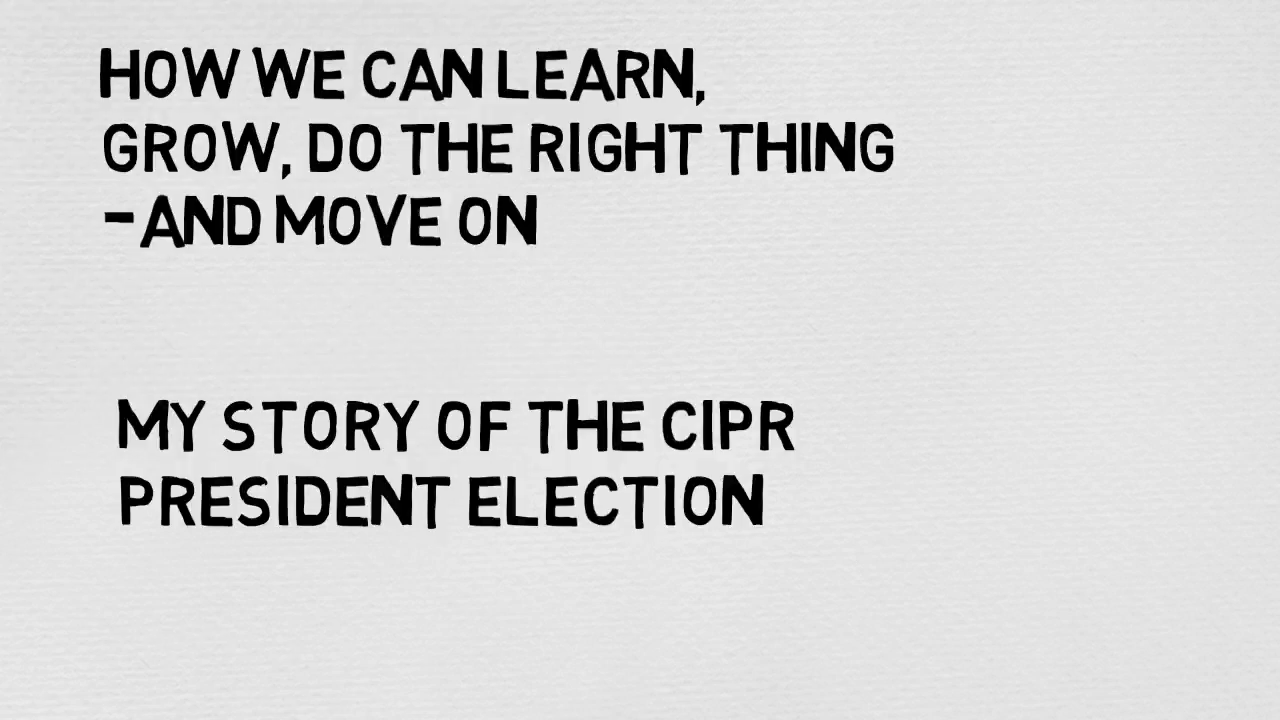 HOW WE CAN LEARN,
GROW, DO THE RIGHT THING
-AND MOVE ON
MY STORY OF THE CIPR
PRESIDENT ELECTION